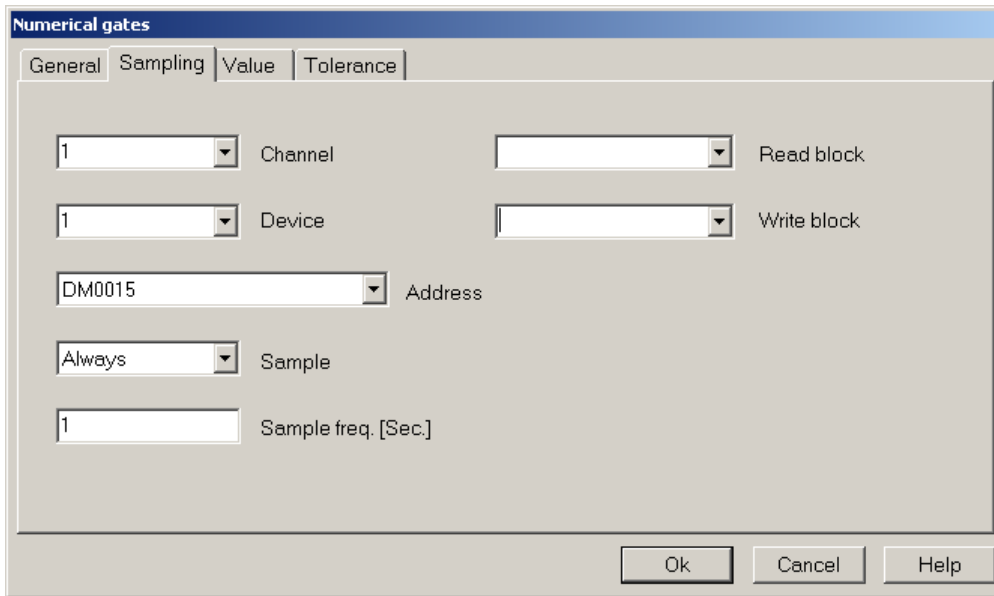 Numerical gates
General Sampling Value Tolerance
1 Channel Read block
1 Device Write block
DM0015 Address
Always Sample
1 Sample freq. [Sec.]
Ok Cancel Help